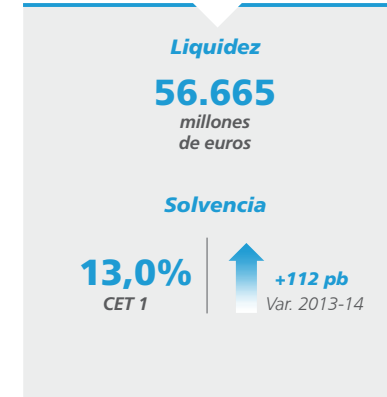 Liquidez
56.665
millones
de euros
Solvencia
13,0%
CET 1
+112 pb
Var. 2013-14